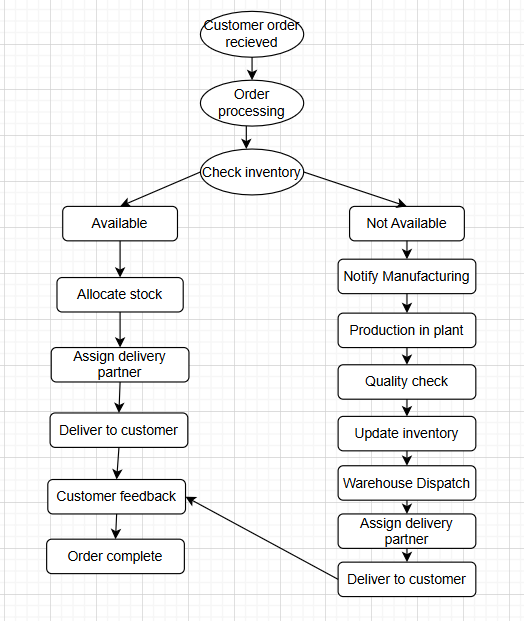 Customer order
recieved
Order
processing
Check inventory
Available
Not Available
Allocate stock
Notify Manufacturing
Assign delivery
partner
Production in plant
Deliver to customer
Quality check
Customer feedback
Update inventory
Order complete
Warehouse Dispatch
Assign delivery
partner
Deliver to customer